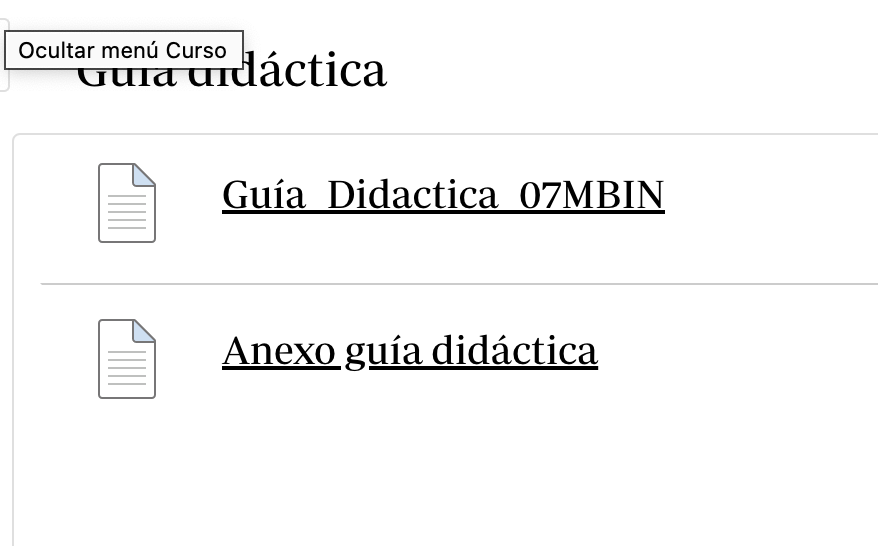 Ocultar menú Curso
Guía didáctica
Guía_Didactica_07MBIN
Anexo guía didáctica